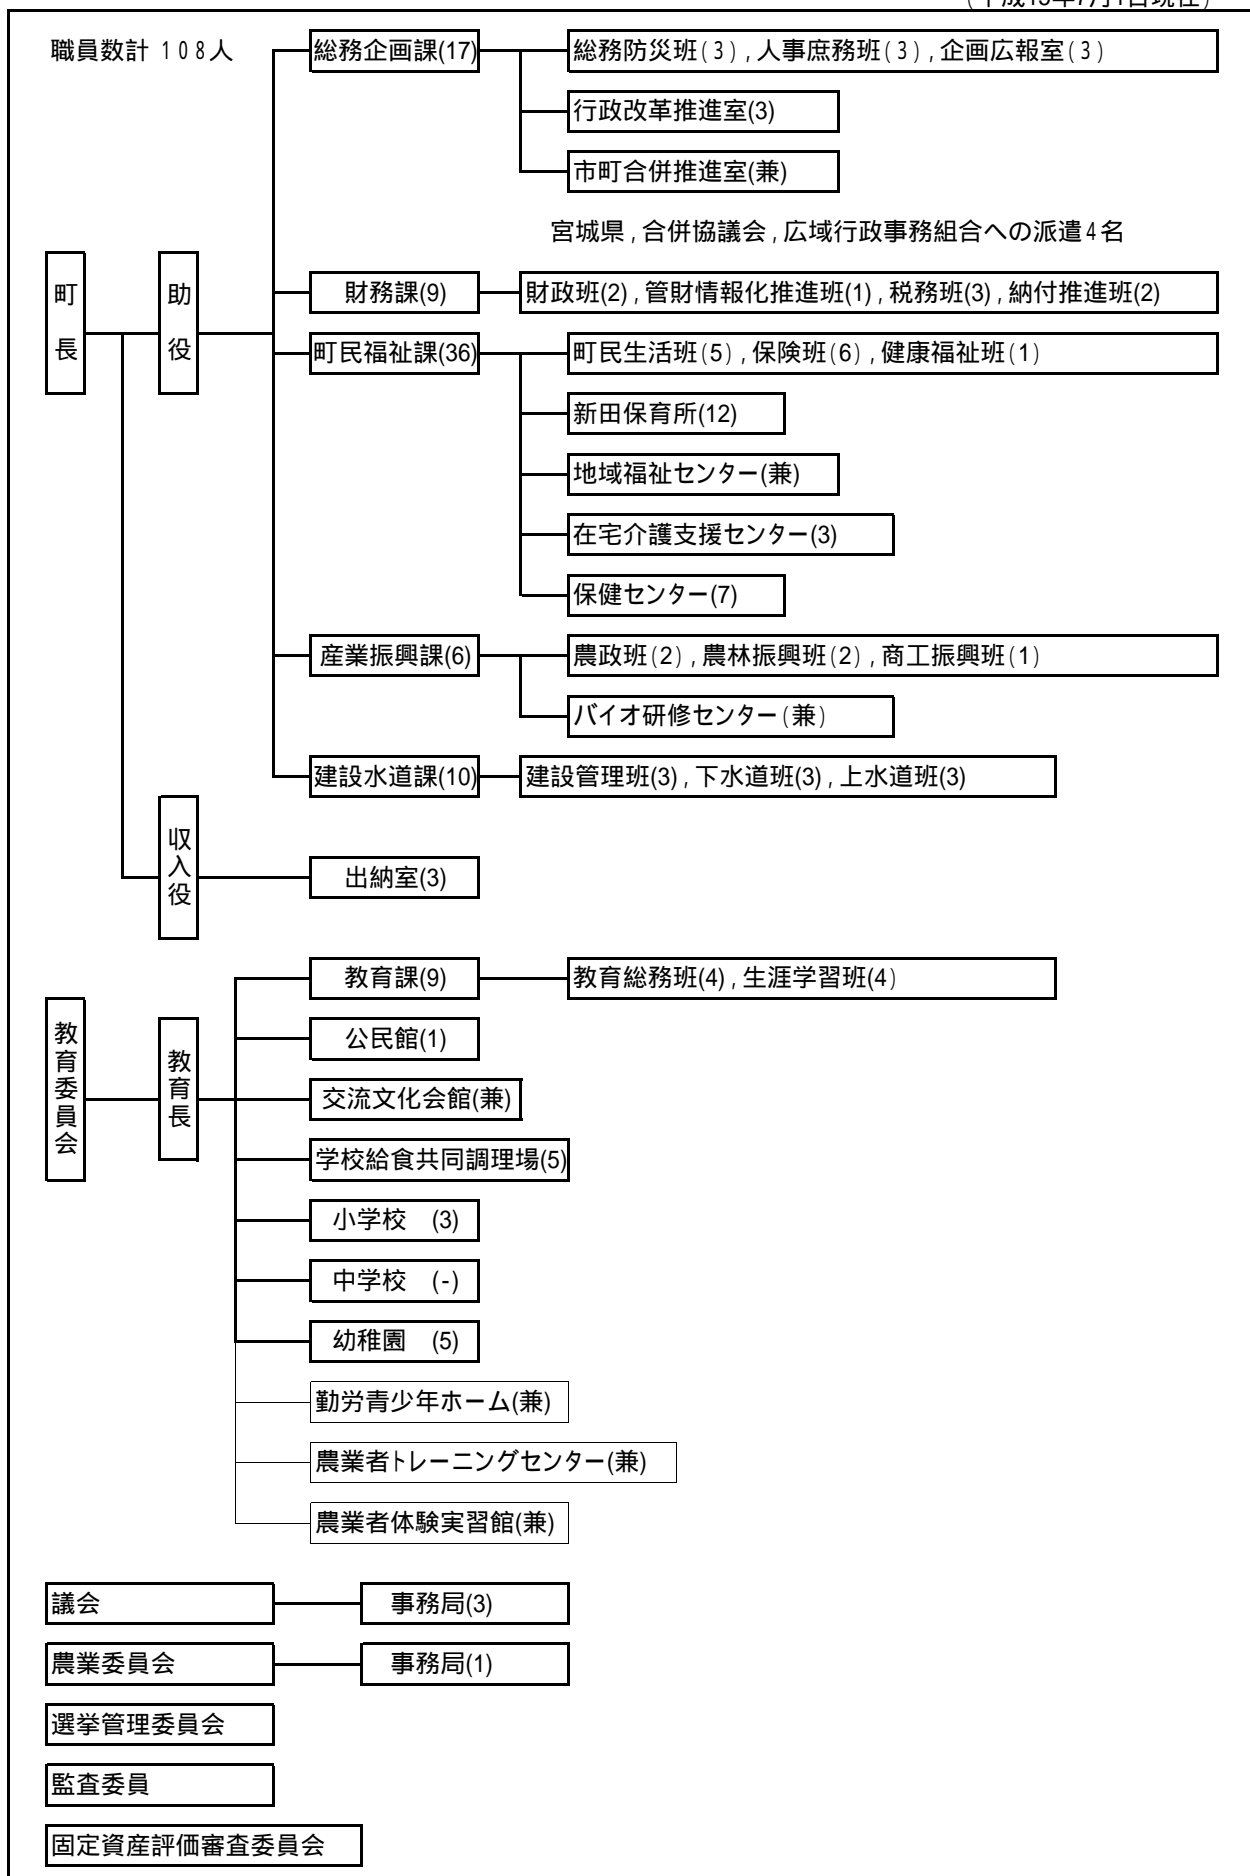 職員数計 108人
総務企画課(17)
総務防災班(3),人事庶務班(3),企画広報室(3)
行政改革推進室(3)
市町合併推進室(兼)
宮城県,合併協議会,広域行政事務組合への派遣4名
町長
助役
財務課(9)
財政班(2),管財情報化推進班(1),税務班(3),納付推進班(2)
町民福祉課(36)
町民生活班(5),保険班(6),健康福祉班(1)
新田保育所(12)
地域福祉センター(兼)
在宅介護支援センター(3)
保健センター(7)
産業振興課(6)
農政班(2),農林振興班(2),商工振興班(1)
バイオ研修センター(兼)
建設水道課(10)
建設管理班(3),下水道班(3),上水道班(3)
収入役
出納室(3)
教育委員会
教育長
教育課(9)
教育総務班(4),生涯学習班(4)
公民館(1)
交流文化会館(兼)
学校給食共同調理場(5)
小学校 (3)
中学校 (-)
幼稚園 (5)
勤労青少年ホーム(兼)
農業者トレーニングセンター(兼)
農業者体験実習館(兼)
議会
事務局(3)
農業委員会
事務局(1)
選挙管理委員会
監査委員
固定資産評価審査委員会